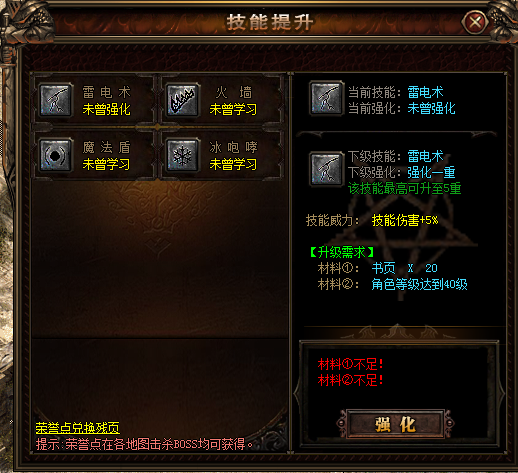 技能提升
雷电术
未曾强化
火墙
未曾学习
魔法盾
未曾学习
冰咆哮
未曾学习
荣誉点兑换残页
提示:荣誉点在各地图击杀BOSS均可获得。
当前技能:雷电术
当前强化:未曾强化
下级技能:雷电术
下级强化:强化一重
该技能最高可升至5重
技能威力: 技能伤害+5%
【升级需求】
材料①: 书页 X 20
材料②: 角色等级达到40级
材料①不足!
材料②不足!
强化